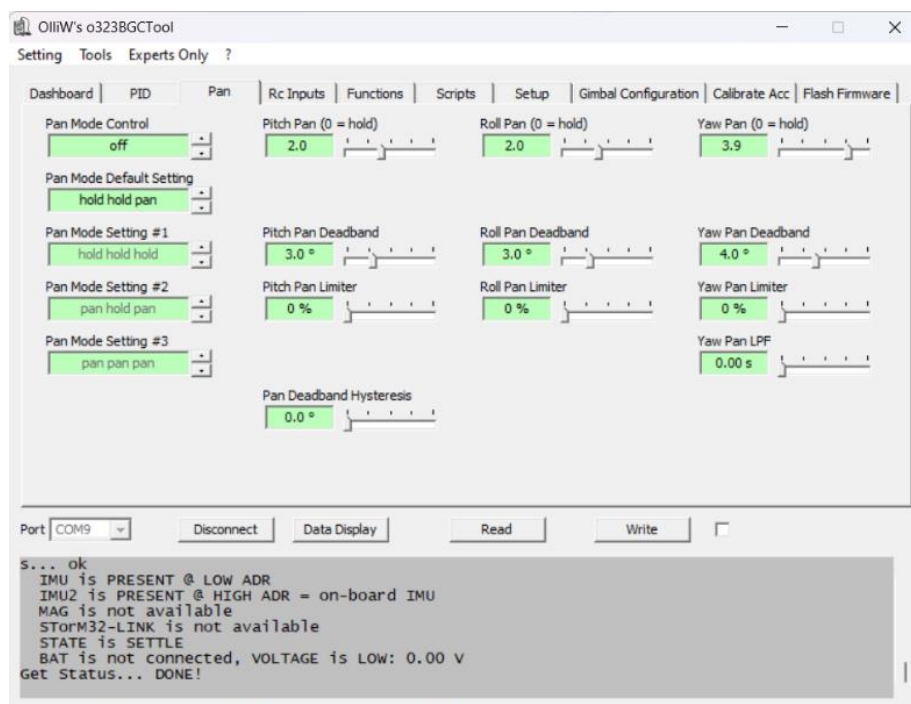 OlliW's o323BGCTool
Setting Tools Experts Only ?
Dashboard PID Pan Rc Inputs Functions Scripts Setup Gimbal Configuration Calibrate Acc Flash Firmware
Pan Mode Control Pitch Pan (0 = hold) Roll Pan (0 = hold) Yaw Pan (0 = hold)
off 2.0 2.0 3.9
Pan Mode Default Setting
hold hold pan
Pan Mode Setting #1 Pitch Pan Deadband Roll Pan Deadband Yaw Pan Deadband
hold hold hold 3.0 ° 3.0 ° 4.0 °
Pan Mode Setting #2 Pitch Pan Limiter Roll Pan Limiter Yaw Pan Limiter
pan hold pan 0 % 0 % 0 %
Pan Mode Setting #3 Yaw Pan LPF
pan pan pan 0.00 s
Pan Deadband Hysteresis
0.0 °
Port COM9 Disconnect Data Display Read Write
s... ok
IMU is PRESENT @ LOW ADR
IMU2 is PRESENT @ HIGH ADR = on-board IMU
MAG is not available
STorM32-LINK is not available
STATE is SETTLE
BAT is not connected, VOLTAGE is LOW: 0.00 V
Get Status... DONE!